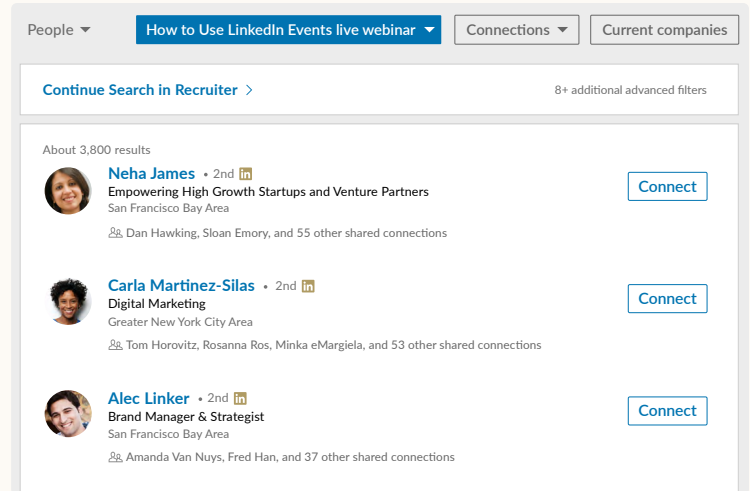 People
How to Use LinkedIn Events live webinar
Connections
Current companies
Continue Search in Recruiter >
8+ additional advanced filters
About 3,800 results
Neha James • 2nd in
Empowering High Growth Startups and Venture Partners
San Francisco Bay Area
Dan Hawking, Sloan Emory, and 55 other shared connections
Connect
Carla Martinez-Silas • 2nd in
Digital Marketing
Greater New York City Area
Tom Horovitz, Rosanna Ros, Minka eMargiela, and 53 other shared connections
Connect
Alec Linker • 2nd in
Brand Manager & Strategist
San Francisco Bay Area
Amanda Van Nuys, Fred Han, and 37 other shared connections
Connect